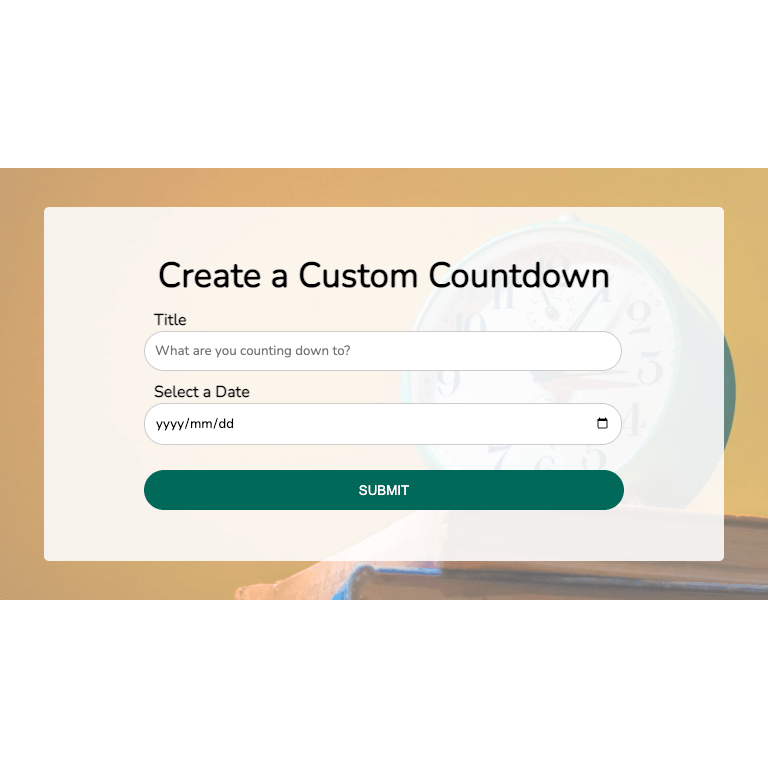 Create a Custom Countdown
Title
What are you counting down to?
Select a Date
yyyy/mm/dd
SUBMIT